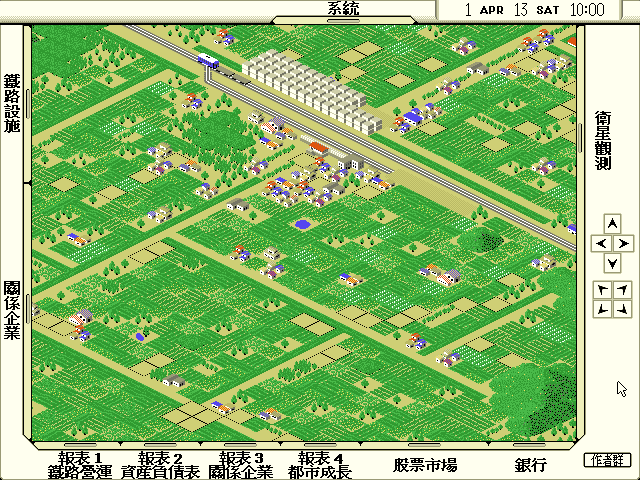 系統
1 APR 13 SAT 10:00
鐵路設施
衛星觀測
關係企業
報表1 報表2 報表3 報表4
鐵路營運 資產負債表 關係企業 都市成長 股票市場 銀行
作者群